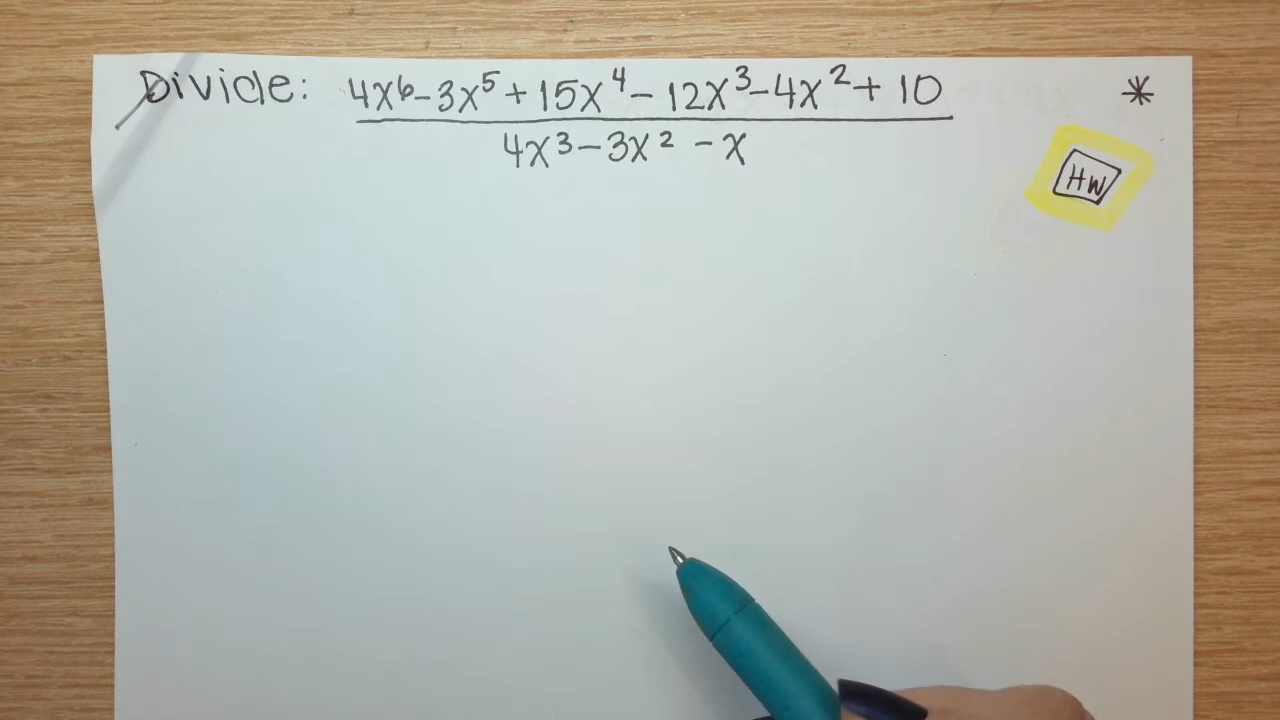 Divide: 4x⁶ - 3x⁵ + 15x⁴ - 12x³ - 4x² + 10 *
4x³ - 3x² - x
HW